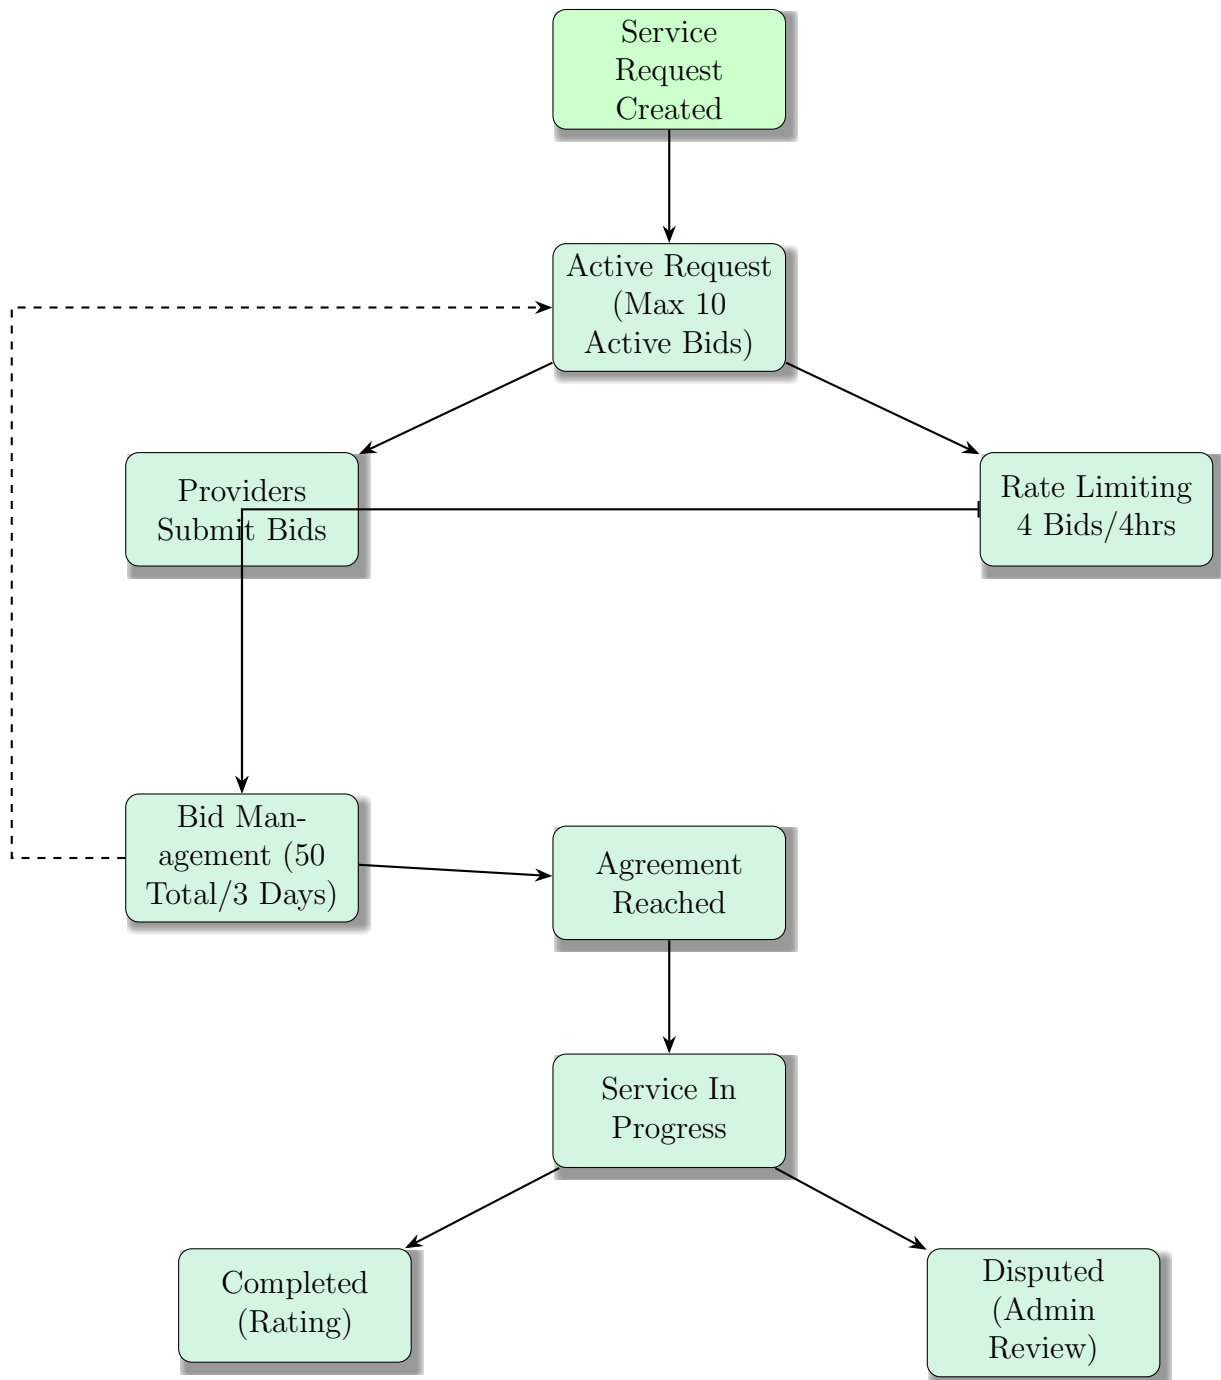 Service
Request
Created
Active Request
(Max 10
Active Bids)
Providers
Submit Bids
Rate Limiting
4 Bids/4hrs
Bid Man-
agement (50
Total/3 Days)
Agreement
Reached
Service In
Progress
Completed
(Rating)
Disputed
(Admin
Review)